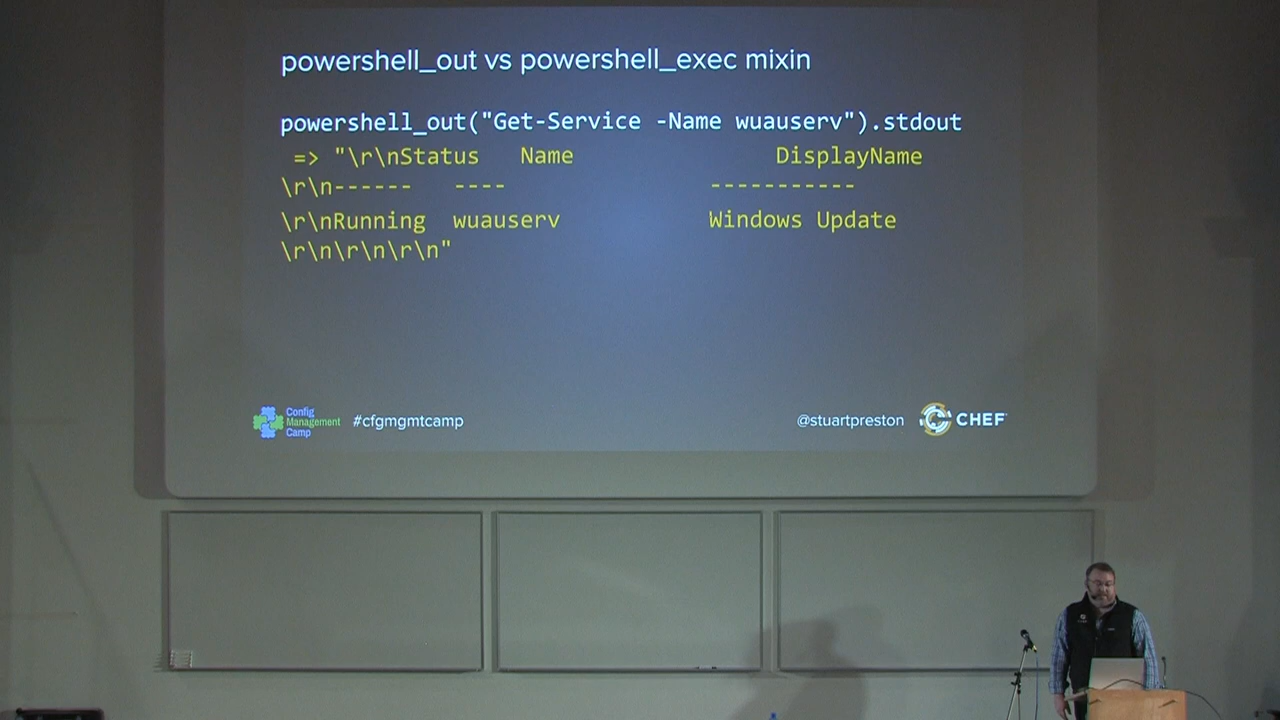 powershell_out vs powershell_exec mixin
powershell_out("Get-Service -Name wuauserv").stdout
=> "\r\nStatus   Name               DisplayName
\r\n------   ----               -----------
\r\nRunning  wuauserv           Windows Update
\r\n\r\n\r\n"
Config
Management
Camp
#cfgmgmtcamp
@stuartpreston
CHEF